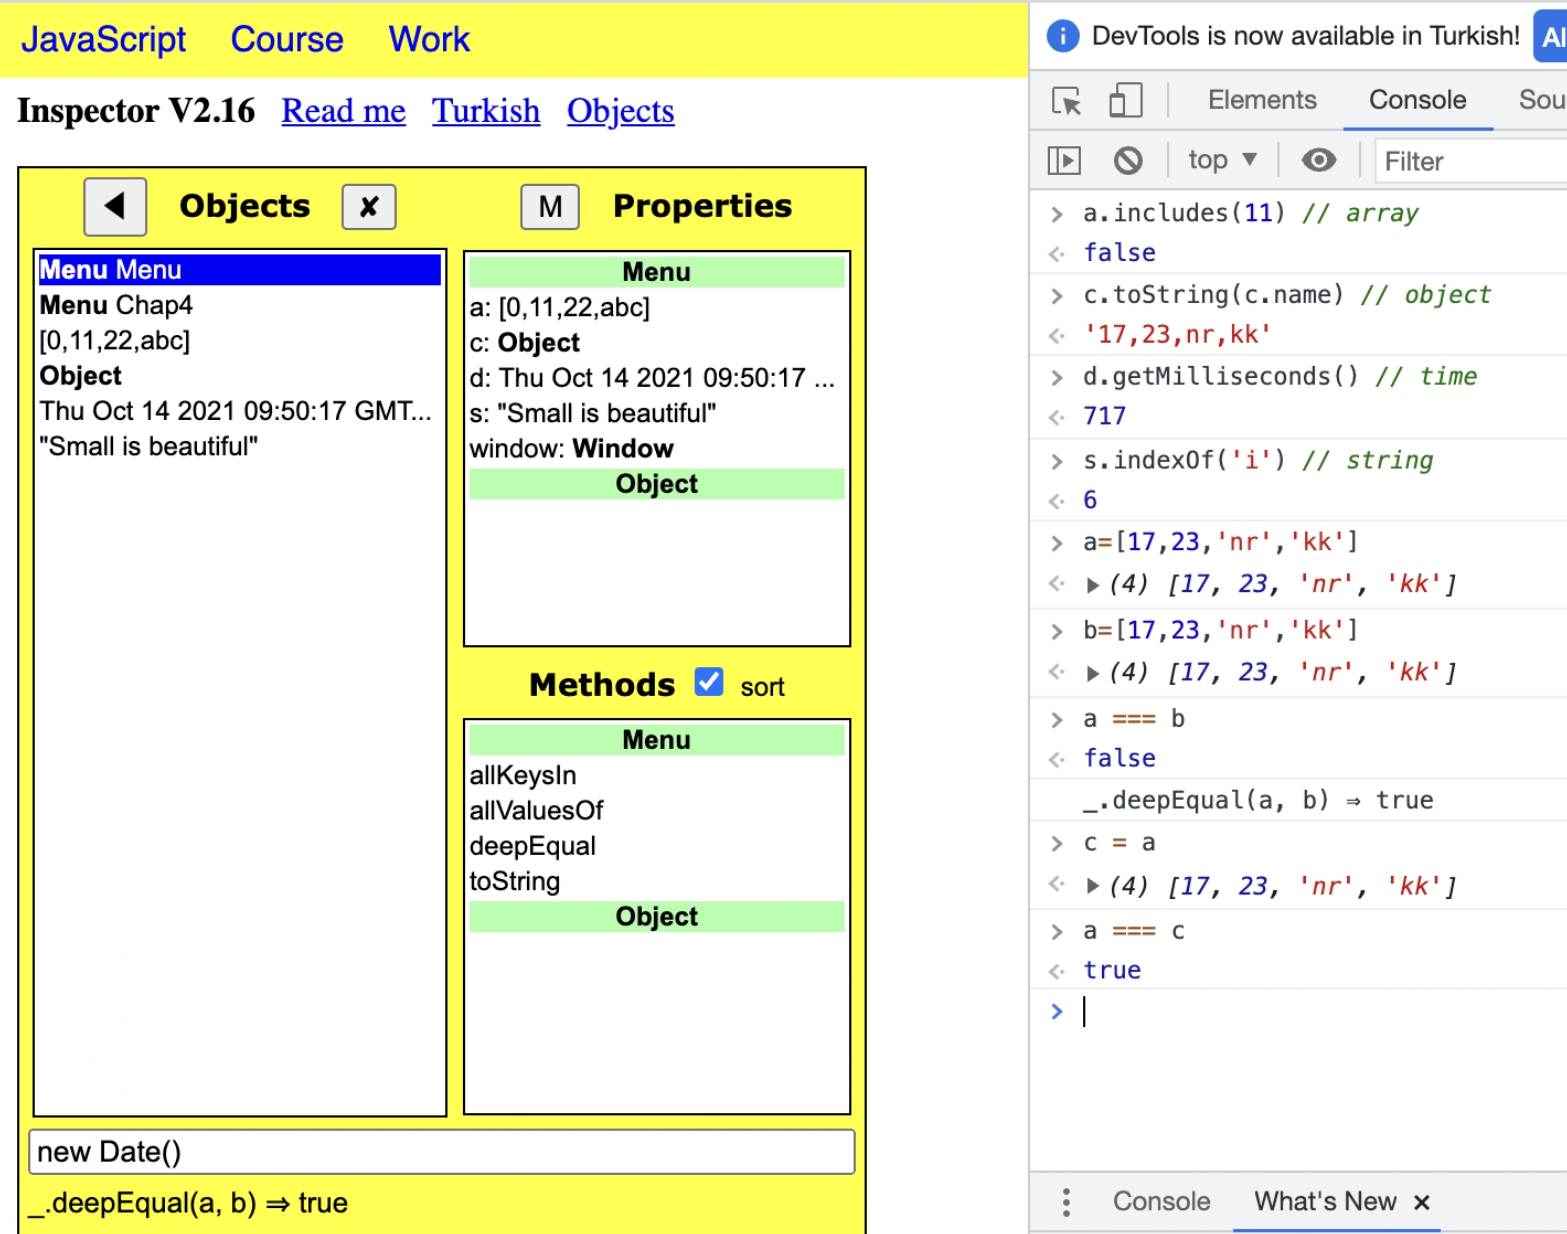 JavaScript Course Work
Inspector V2.16 Read me Turkish Objects
◀ Objects ✘
Menu Menu
Menu Chap4
[0,11,22,abc]
Object
Thu Oct 14 2021 09:50:17 GMT...
"Small is beautiful"
M Properties
Menu
a: [0,11,22,abc]
c: Object
d: Thu Oct 14 2021 09:50:17 ...
s: "Small is beautiful"
window: Window
Object
Methods sort
Menu
allKeysIn
allValuesOf
deepEqual
toString
Object
new Date()
_.deepEqual(a, b) ⇒ true
DevTools is now available in Turkish!
Elements Console
top ▼ Filter
> a.includes(11) // array
false
> c.toString(c.name) // object
'17,23,nr,kk'
> d.getMilliseconds() // time
717
> s.indexOf('i') // string
6
> a=[17,23,'nr','kk']
▶ (4) [17, 23, 'nr', 'kk']
> b=[17,23,'nr','kk']
▶ (4) [17, 23, 'nr', 'kk']
> a === b
false
_.deepEqual(a, b) ⇒ true
> c = a
▶ (4) [17, 23, 'nr', 'kk']
> a === c
true
>
Console What's New ×